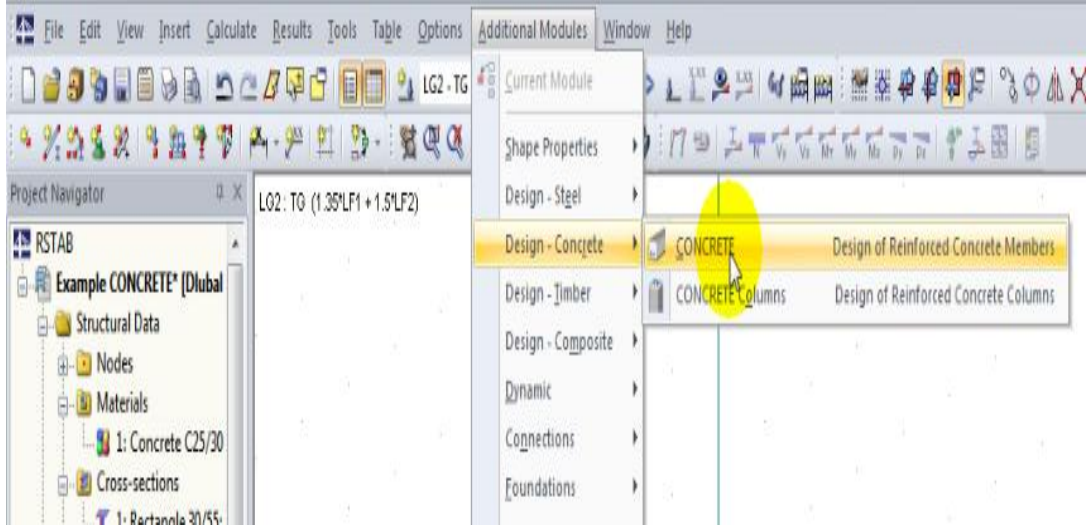 File Edit View Insert Calculate Results Tools Table Options Additional Modules Window Help
LG2 - TG
Current Module
Shape Properties
Design - Steel
Design - Concrete
Design - Timber
Design - Composite
Dynamic
Connections
Foundations
CONCRETE Design of Reinforced Concrete Members
CONCRETE Columns Design of Reinforced Concrete Columns
Project Navigator
LG2: TG (1.35*LF1 + 1.5*LF2)
RSTAB
Example CONCRETE* [Dlubal
Structural Data
Nodes
Materials
1: Concrete C25/30
Cross-sections
1: Rectangle 30/55: